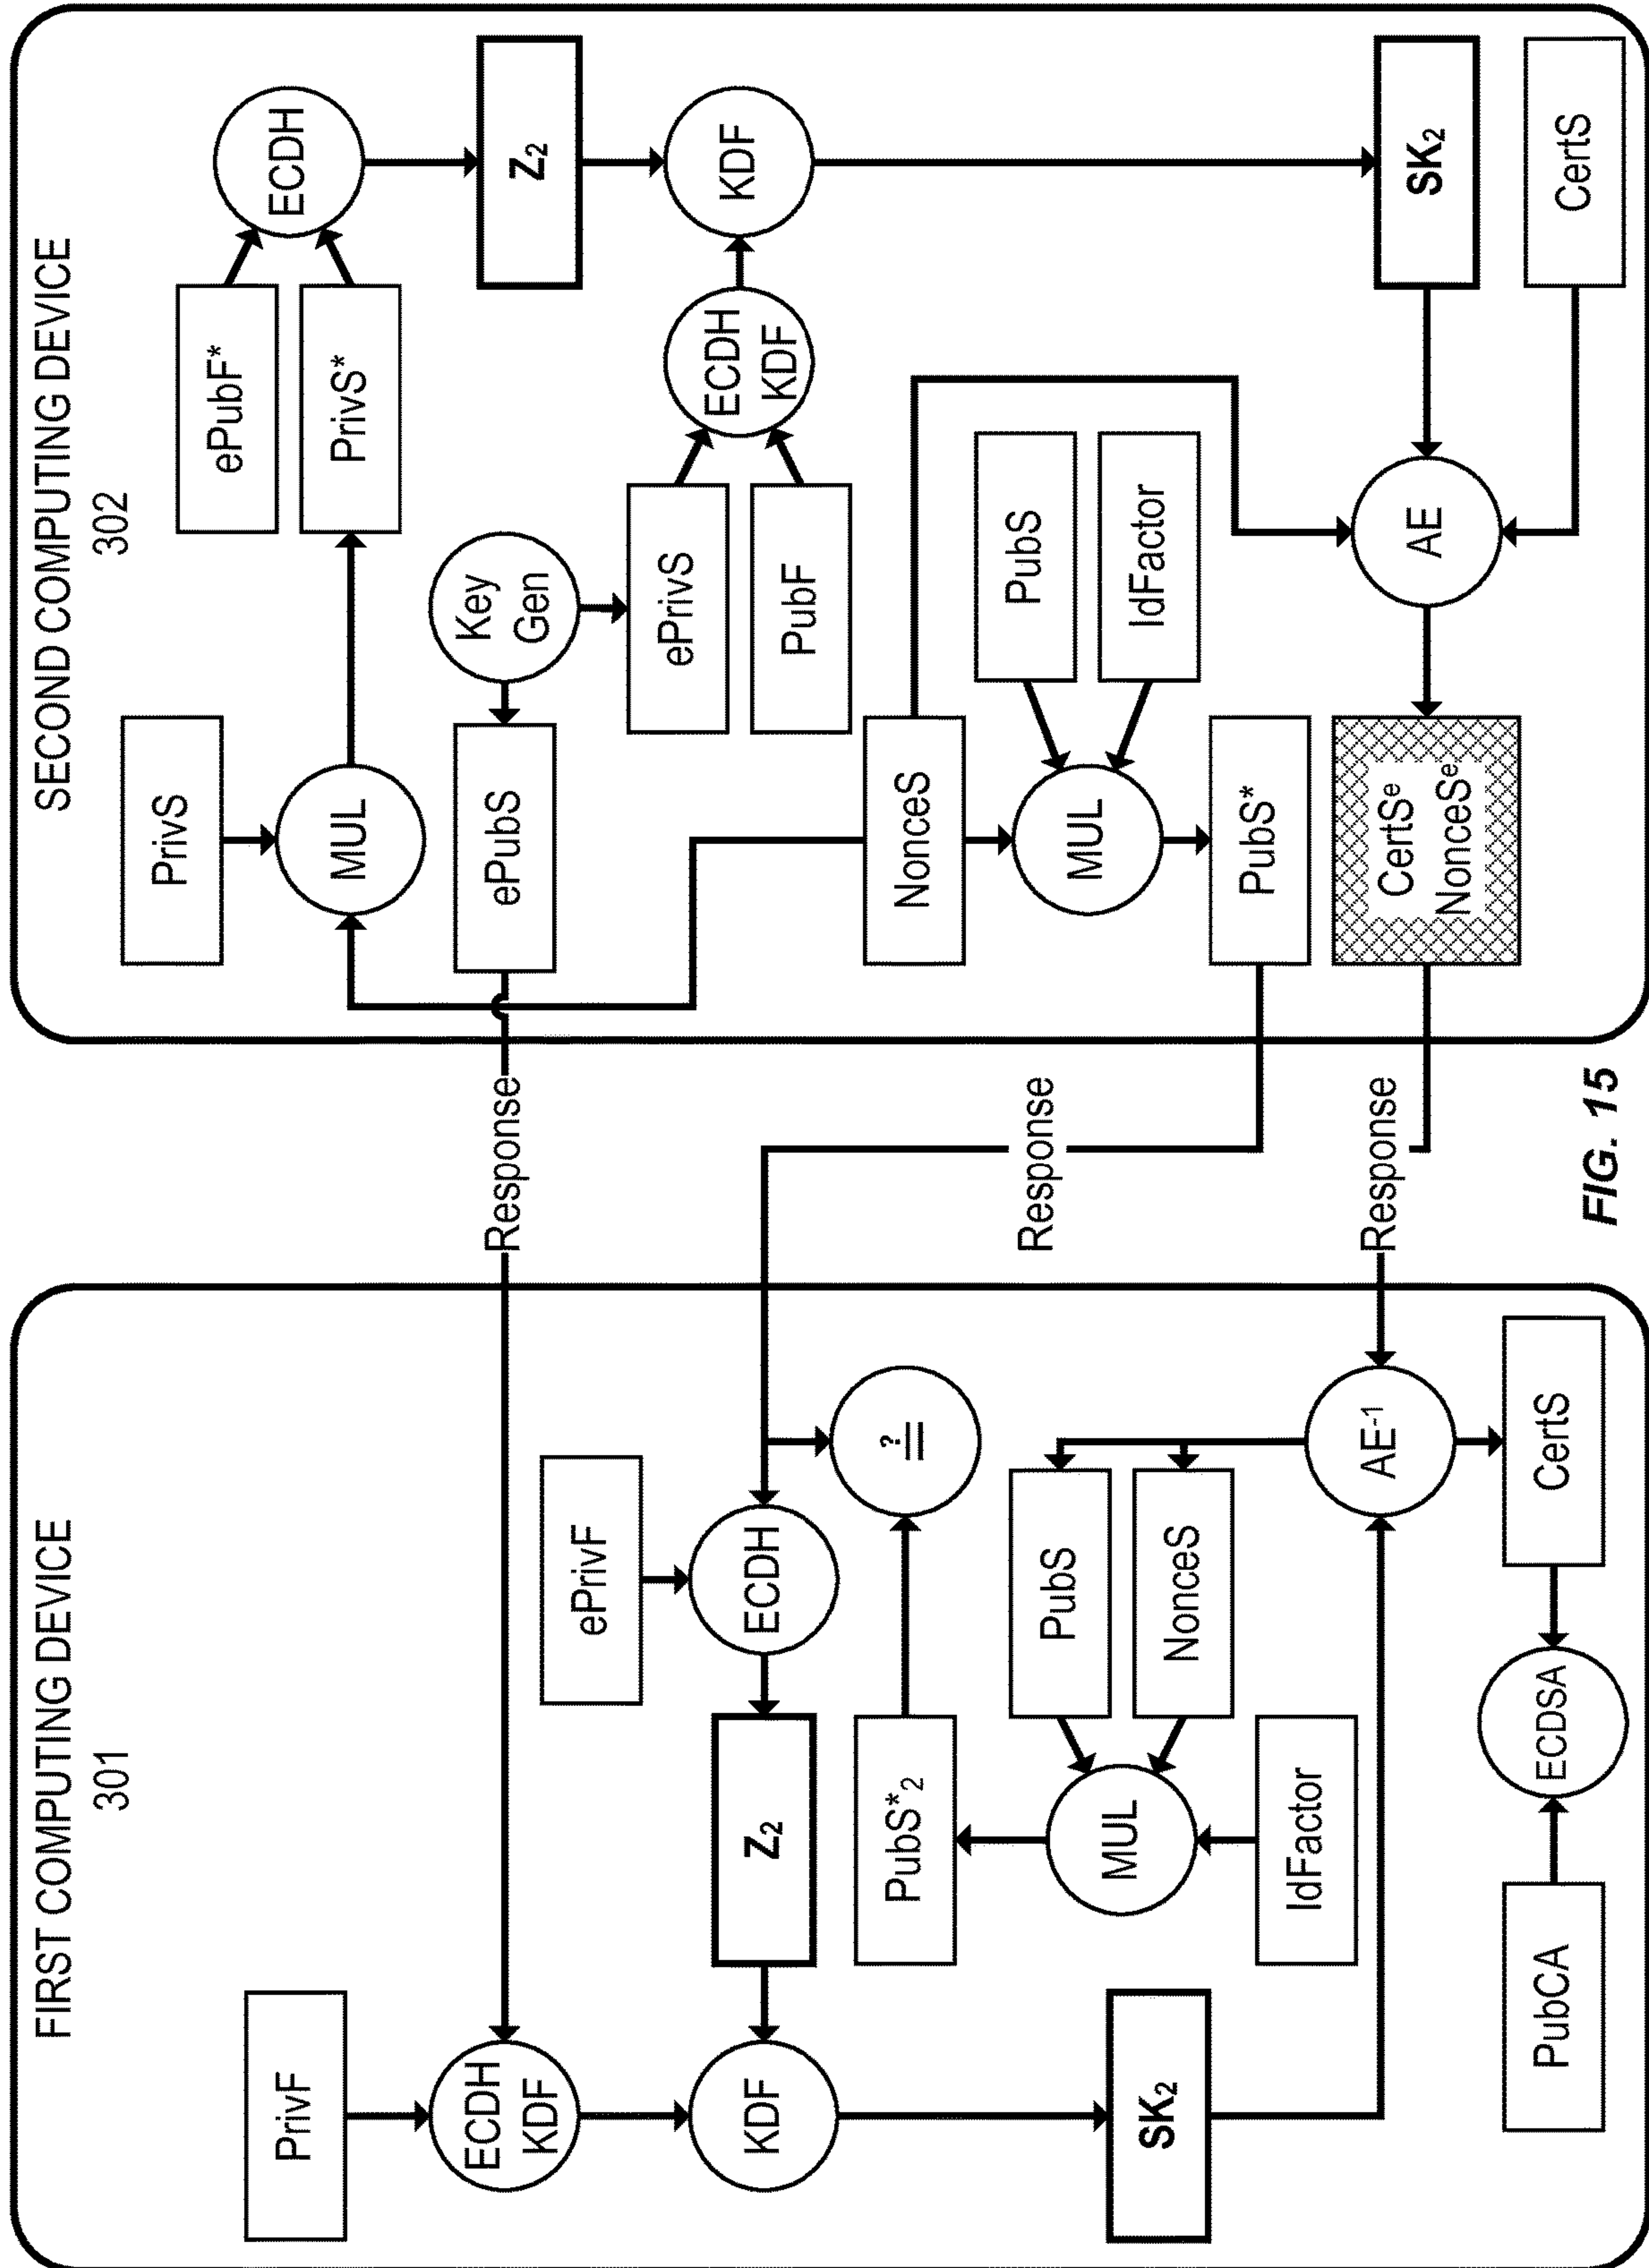 FIRST COMPUTING DEVICE
301
PrivF
ECDH
KDF
KDF
SK₂
ePrivF
ECDH
Z₂
?
=
PubS*₂
PubS
NonceS
MUL
IdFactor
AE⁻¹
CertS
ECDSA
PubCA
Response
Response
Response
SECOND COMPUTING DEVICE
302
PrivS
MUL
ePubF*
PrivS*
ECDH
Z₂
ePubS
Key
Gen
ePrivS
PubF
ECDH
KDF
KDF
NonceS
PubS
IdFactor
MUL
PubS*
CertSᵉ
NonceSᵉ
AE
SK₂
CertS
FIG. 15